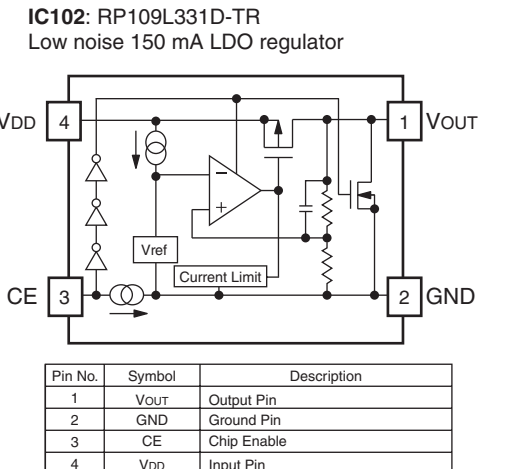 IC102: RP109L331D-TR
Low noise 150 mA LDO regulator
VDD 4 1 VOUT
−
+
Vref
Current Limit
CE 3 2 GND
Pin No. Symbol Description
1 VOUT Output Pin
2 GND Ground Pin
3 CE Chip Enable
4 VDD Input Pin